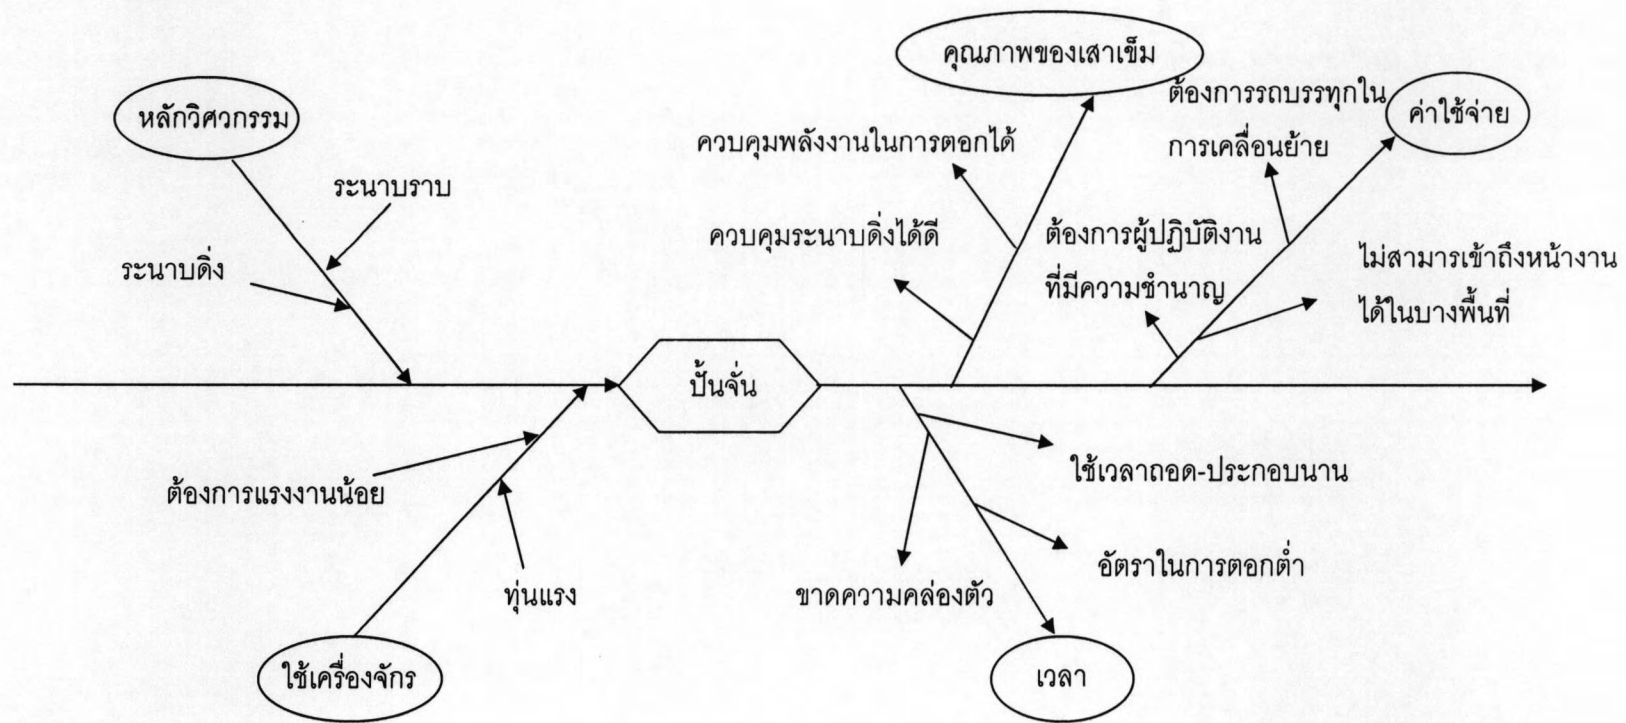 คุณภาพของเสาเข็ม
หลักวิศวกรรม
ต้องการรถบรรทุกใน
การเคลื่อนย้าย
ค่าใช้จ่าย
ควบคุมพลังงานในการตอกได้
ระนาบราบ
ควบคุมระนาบดิ่งได้ดี
ต้องการผู้ปฏิบัติงาน
ที่มีความชำนาญ
ระนาบดิ่ง
ไม่สามารเข้าถึงหน้างาน
ได้ในบางพื้นที่
ปั้นจั่น
ต้องการแรงงานน้อย
ใช้เวลาถอด-ประกอบนาน
ทุ่นแรง
ขาดความคล่องตัว
อัตราในการตอกต่ำ
ใช้เครื่องจักร
เวลา